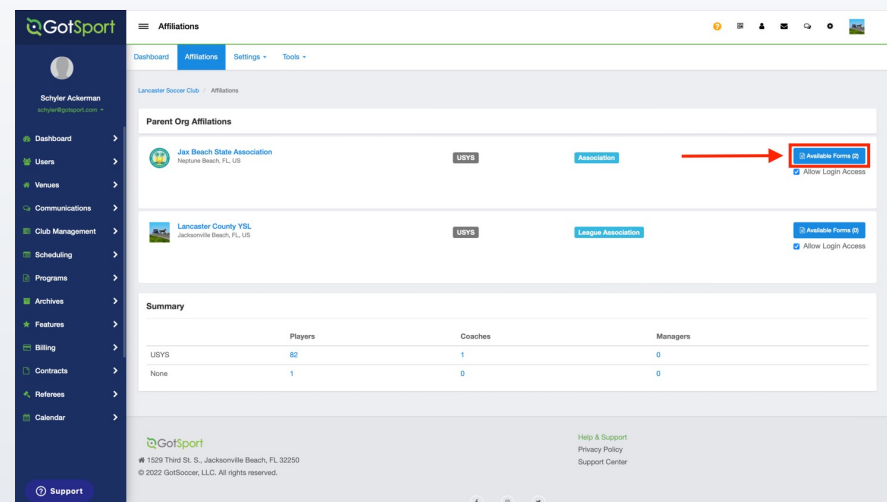 GotSport
Affiliations
Schyler Ackerman
schyler@gotsport.com
Dashboard
Users
Venues
Communications
Club Management
Scheduling
Programs
Archives
Features
Billing
Contracts
Referees
Calendar
Support
Dashboard Affiliations Settings Tools
Lancaster Soccer Club / Affiliations
Parent Org Affilations
Jax Beach State Association
Neptune Beach, FL, US
USYS
Association
Available Forms (2)
Allow Login Access
Lancaster County YSL
Jacksonville Beach, FL, US
USYS
League Association
Available Forms (0)
Allow Login Access
Summary
Players Coaches Managers
USYS 82 1 0
None 1 0 0
GotSport
1529 Third St. S., Jacksonville Beach, FL 32250
© 2022 GotSoccer, LLC. All rights reserved.
Help & Support
Privacy Policy
Support Center